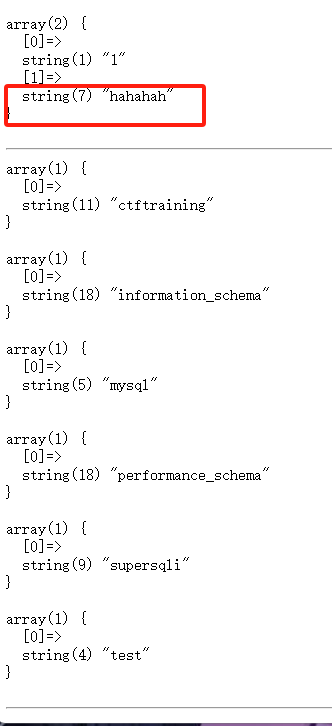 array(2) {
  [0]=>
  string(1) "1"
  [1]=>
  string(7) "hahahah"
}
array(1) {
  [0]=>
  string(11) "ctftraining"
}
array(1) {
  [0]=>
  string(18) "information_schema"
}
array(1) {
  [0]=>
  string(5) "mysql"
}
array(1) {
  [0]=>
  string(18) "performance_schema"
}
array(1) {
  [0]=>
  string(9) "supersqli"
}
array(1) {
  [0]=>
  string(4) "test"
}